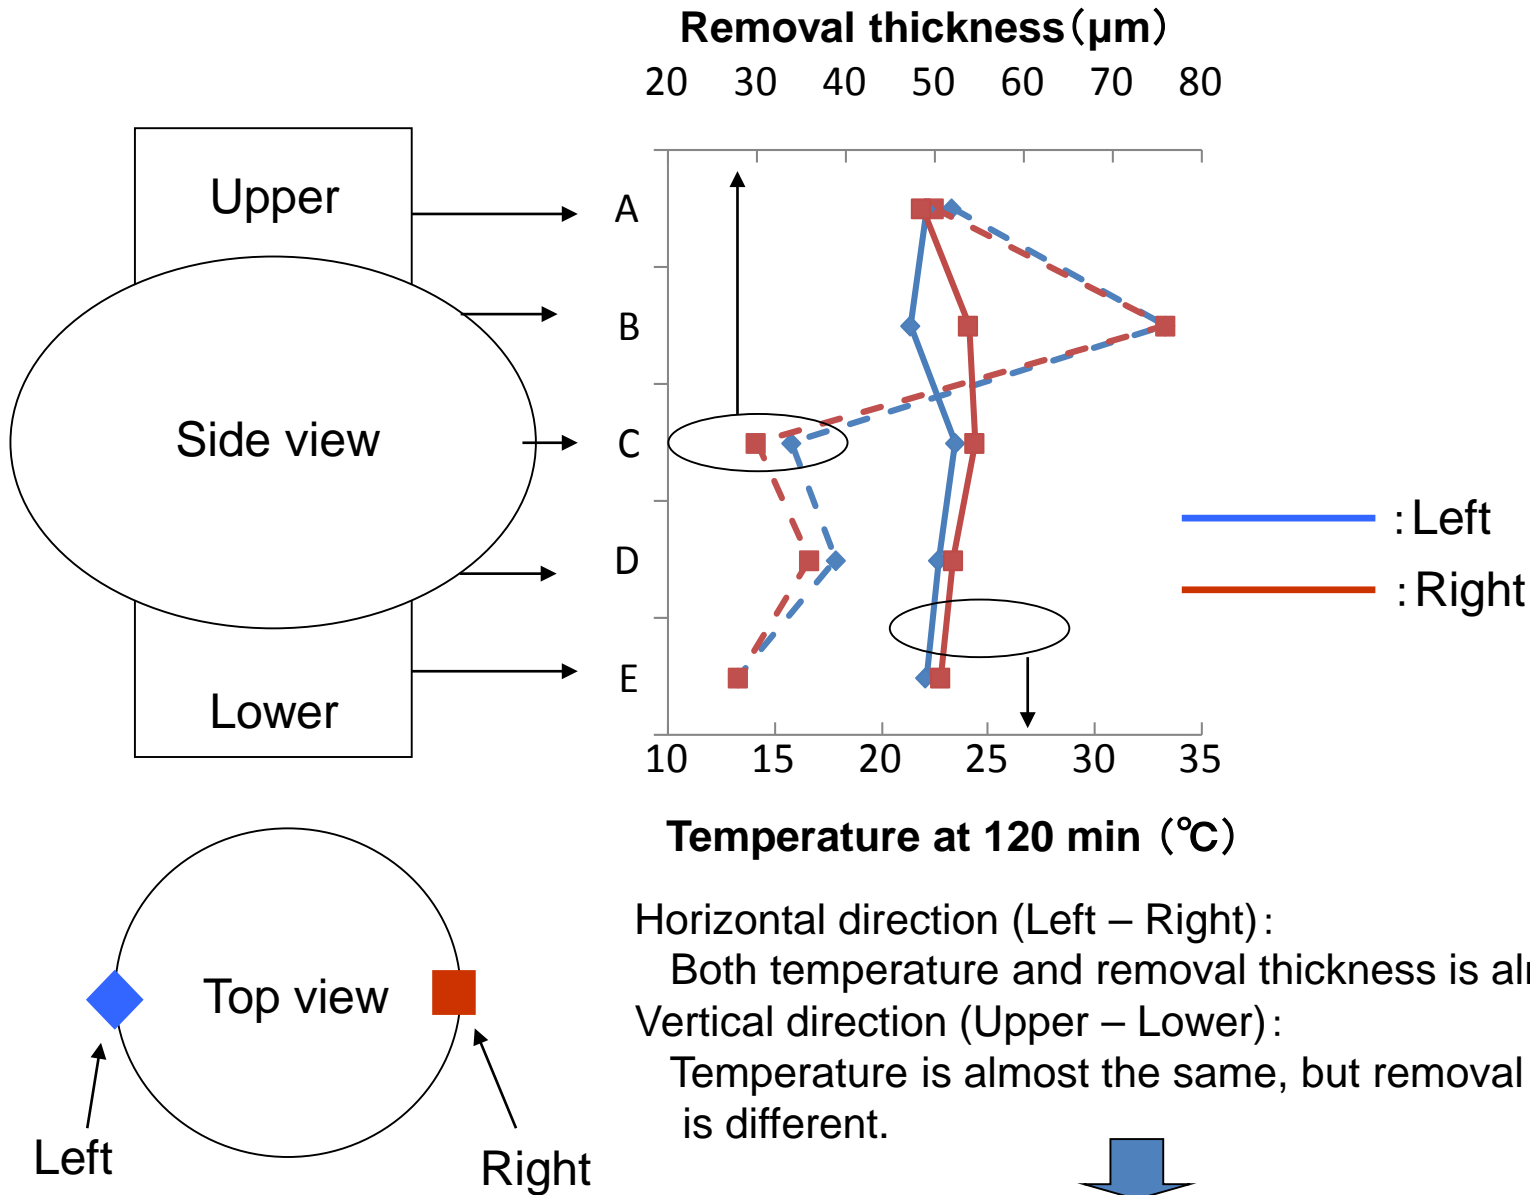 Removal thickness（μm）
20 30 40 50 60 70 80
Upper
A
B
Side view
C
D
E
Lower
: Left
: Right
10 15 20 25 30 35
Temperature at 120 min （℃）
Top view
Left
Right
Horizontal direction (Left – Right) :
Both temperature and removal thickness is
Vertical direction (Upper – Lower) :
Temperature is almost the same, but removal
is different.